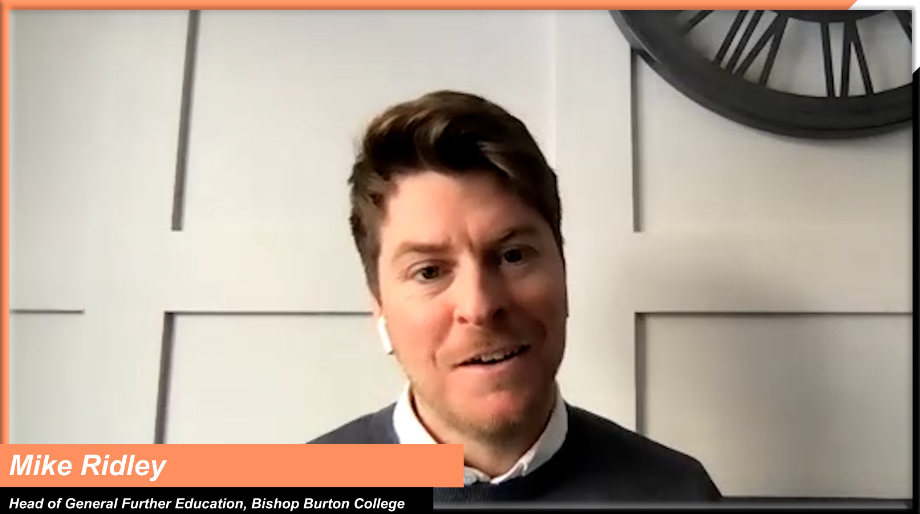 Mike Ridley
Head of General Further Education, Bishop Burton College